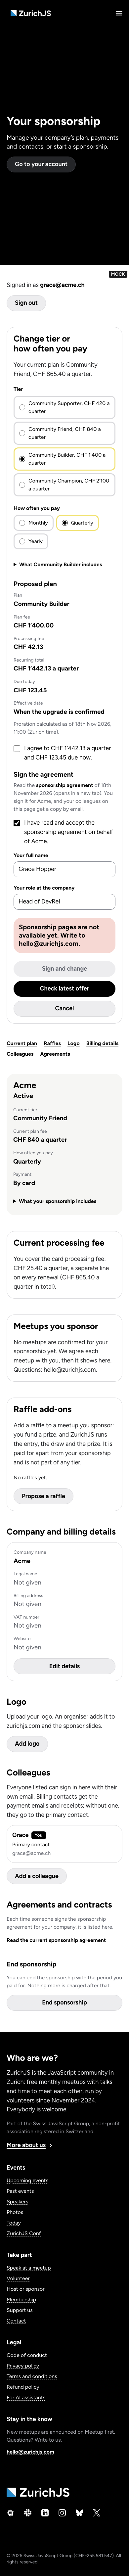 ZurichJS
Your sponsorship
Manage your company's plan, payments
and contacts, or start a sponsorship.
Go to your account
MOCK
Signed in as grace@acme.ch
Sign out
Change tier or
how often you pay
Your current plan is Community
Friend, CHF 865.40 a quarter.
Tier
Community Supporter, CHF 420 a
quarter
Community Friend, CHF 840 a
quarter
Community Builder, CHF 1'400 a
quarter
Community Champion, CHF 2'100
a quarter
How often you pay
Monthly
Quarterly
Yearly
What Community Builder includes
Proposed plan
Plan
Community Builder
Plan fee
CHF 1'400.00
Processing fee
CHF 42.13
Recurring total
CHF 1'442.13 a quarter
Due today
CHF 123.45
Effective date
When the upgrade is confirmed
Proration calculated as of 18th Nov 2026,
11:00 (Zurich time).
I agree to CHF 1'442.13 a quarter
and CHF 123.45 due now.
Sign the agreement
Read the sponsorship agreement of 18th
November 2026 (opens in a new tab). You
sign it for Acme, and your colleagues on
this page get a copy by email.
I have read and accept the
sponsorship agreement on behalf
of Acme.
Your full name
Grace Hopper
Your role at the company
Head of DevRel
Sponsorship pages are not
available yet. Write to
hello@zurichjs.com.
Sign and change
Check latest offer
Cancel
Current plan
Raffles
Logo
Billing details
Colleagues
Agreements
Acme
Active
Current tier
Community Friend
Current plan fee
CHF 840 a quarter
How often you pay
Quarterly
Payment
By card
What your sponsorship includes
Current processing fee
You cover the card processing fee:
CHF 25.40 a quarter, a separate line
on every renewal (CHF 865.40 a
quarter in total).
Meetups you sponsor
No meetups are confirmed for your
sponsorship yet. We agree each
meetup with you, then it shows here.
Questions: hello@zurichjs.com.
Raffle add-ons
Add a raffle to a meetup you sponsor:
you fund a prize, and ZurichJS runs
the entry, the draw and the prize. It is
paid for apart from your sponsorship
and is not part of any tier.
No raffles yet.
Propose a raffle
Company and billing details
Company name
Acme
Legal name
Not given
Billing address
Not given
VAT number
Not given
Website
Not given
Edit details
Logo
Upload your logo. An organiser adds it to
zurichjs.com and the sponsor slides.
Add logo
Colleagues
Everyone listed can sign in here with their
own email. Billing contacts get the
payment emails and receipts; without one,
they go to the primary contact.
Grace You
Primary contact
grace@acme.ch
Add a colleague
Agreements and contracts
Each time someone signs the sponsorship
agreement for your company, it is listed here.
Read the current sponsorship agreement
End sponsorship
You can end the sponsorship with the period you
paid for. Nothing more is charged after that.
End sponsorship
Who are we?
ZurichJS is the JavaScript community in
Zurich: free monthly meetups with talks
and time to meet each other, run by
volunteers since November 2024.
Everybody is welcome.
Part of the Swiss JavaScript Group, a non-profit
association registered in Switzerland.
More about us
Events
Upcoming events
Past events
Speakers
Photos
Today
ZurichJS Conf
Take part
Speak at a meetup
Volunteer
Host or sponsor
Membership
Support us
Contact
Legal
Code of conduct
Privacy policy
Terms and conditions
Refund policy
For AI assistants
Stay in the know
New meetups are announced on Meetup first.
Questions? Write to us.
hello@zurichjs.com
ZurichJS
© 2026 Swiss JavaScript Group (CHE-255.581.547). All
rights reserved.